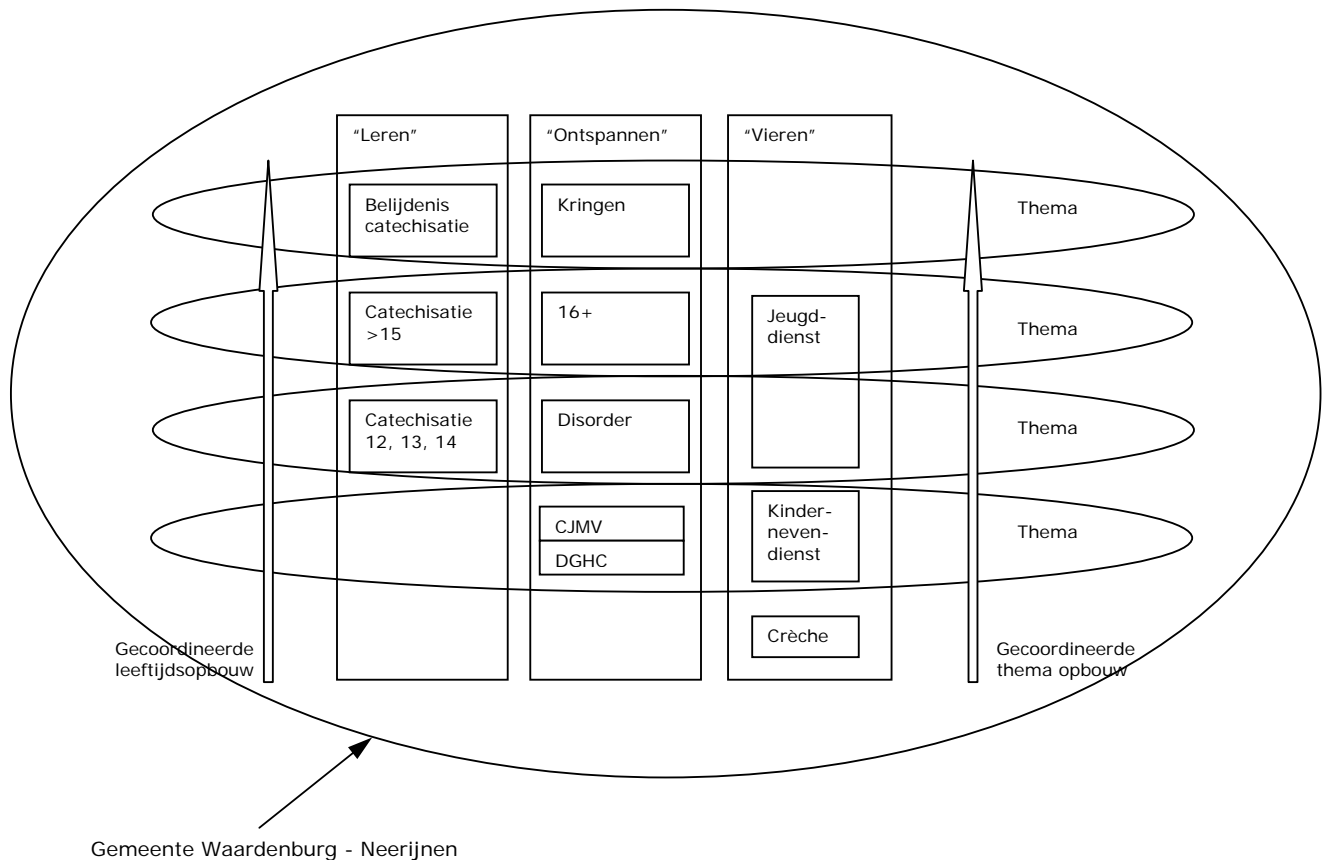 “Leren”
“Ontspannen”
“Vieren”
Belijdenis
catechisatie
Kringen
Thema
Catechisatie
>15
16+
Jeugd-
dienst
Thema
Catechisatie
12, 13, 14
Disorder
Thema
CJMV
DGHC
Kinder-
neven-
dienst
Thema
Crèche
Gecoordineerde
leeftijdsopbouw
Gecoordineerde
thema opbouw
Gemeente Waardenburg - Neerijnen